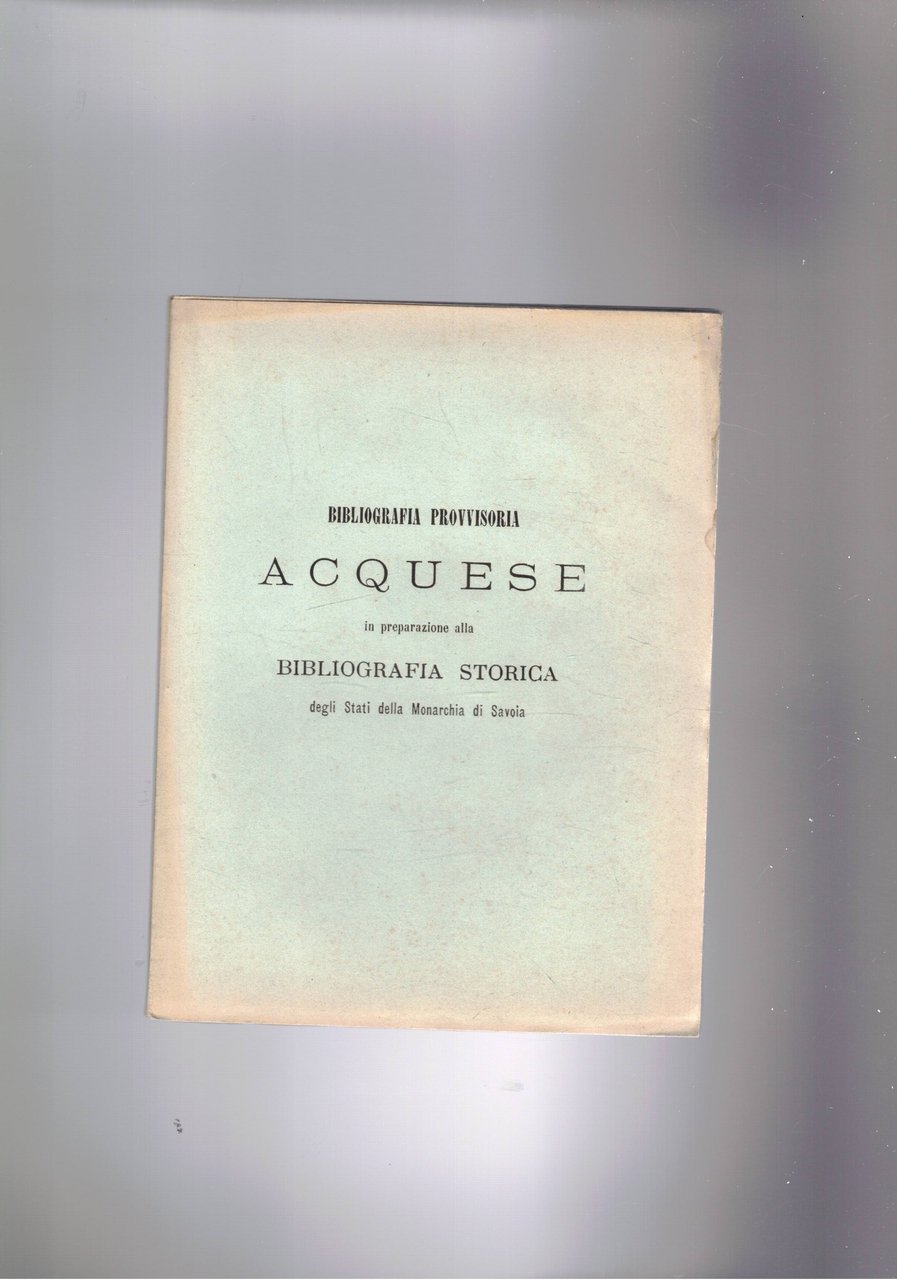 BIBLIOGRAFIA PROVVISORIA
ACQUESE
in preparazione alla
BIBLIOGRAFIA STORICA
degli Stati della Monarchia di Savoia